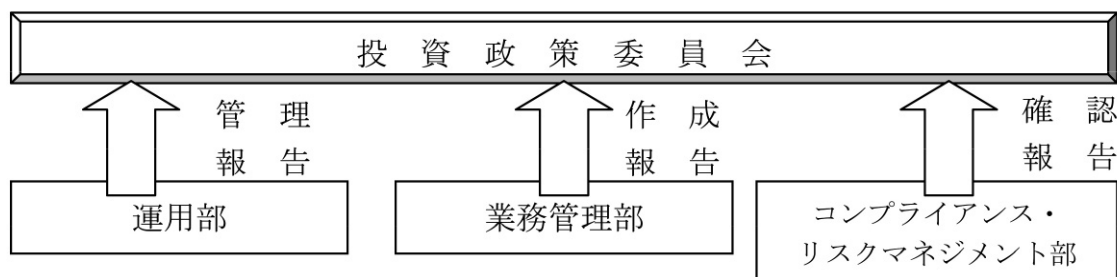 投資政策委員会
管理
報告
作成
報告
確認
報告
運用部
業務管理部
コンプライアンス・
リスクマネジメント部